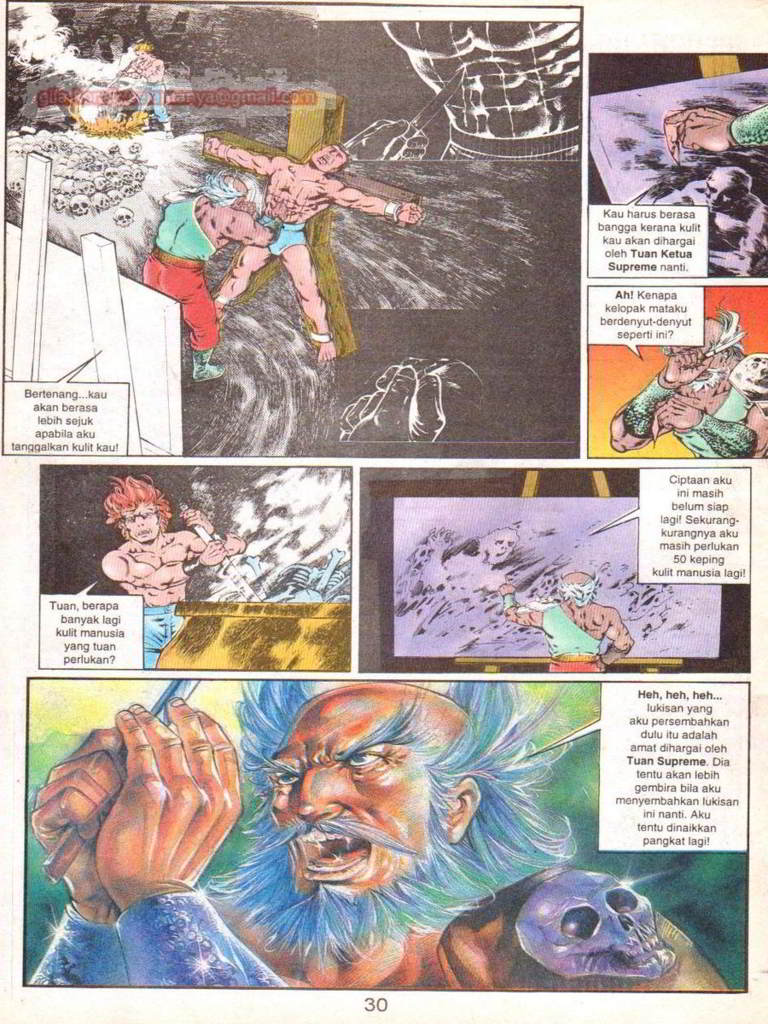 Bertenang...kau
akan berasa
lebih sejuk
apabila aku
tanggalkan kulit kau!
Kau harus berasa
bangga kerana kulit
kau akan dihargai
oleh Tuan Ketua
Supreme nanti.
Ah! Kenapa
kelopak mataku
berdenyut-denyut
seperti ini?
Tuan, berapa
banyak lagi
kulit manusia
yang tuan
perlukan?
Ciptaan aku
ini masih
belum siap
lagi! Sekurang-
kurangnya aku
masih perlukan
50 keping
kulit manusia lagi!
Heh, heh, heh...
lukisan yang
aku persembahkan
dulu itu adalah
amat dihargai oleh
Tuan Supreme. Dia
tentu akan lebih
gembira bila aku
menyembahkan lukisan
ini nanti. Aku
tentu dinaikkan
pangkat lagi!
30